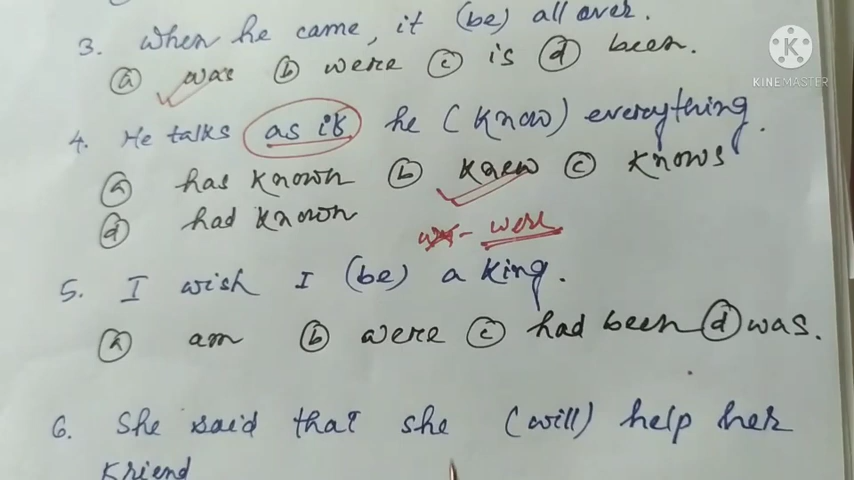 3. When he came, it (be) all over.
(a) was (b) were (c) is (d) been.
K
KINEMASTER
4. He talks as if he (know) everything.
(a) has known (b) knew (c) knows
(d) had known
were
5. I wish I (be) a king.
(a) am (b) were (c) had been (d) was.
6. She said that she (will) help her
friend